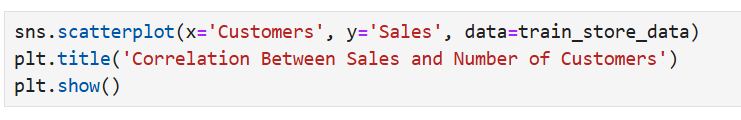 sns.scatterplot(x='Customers', y='Sales', data=train_store_data)
plt.title('Correlation Between Sales and Number of Customers')
plt.show()